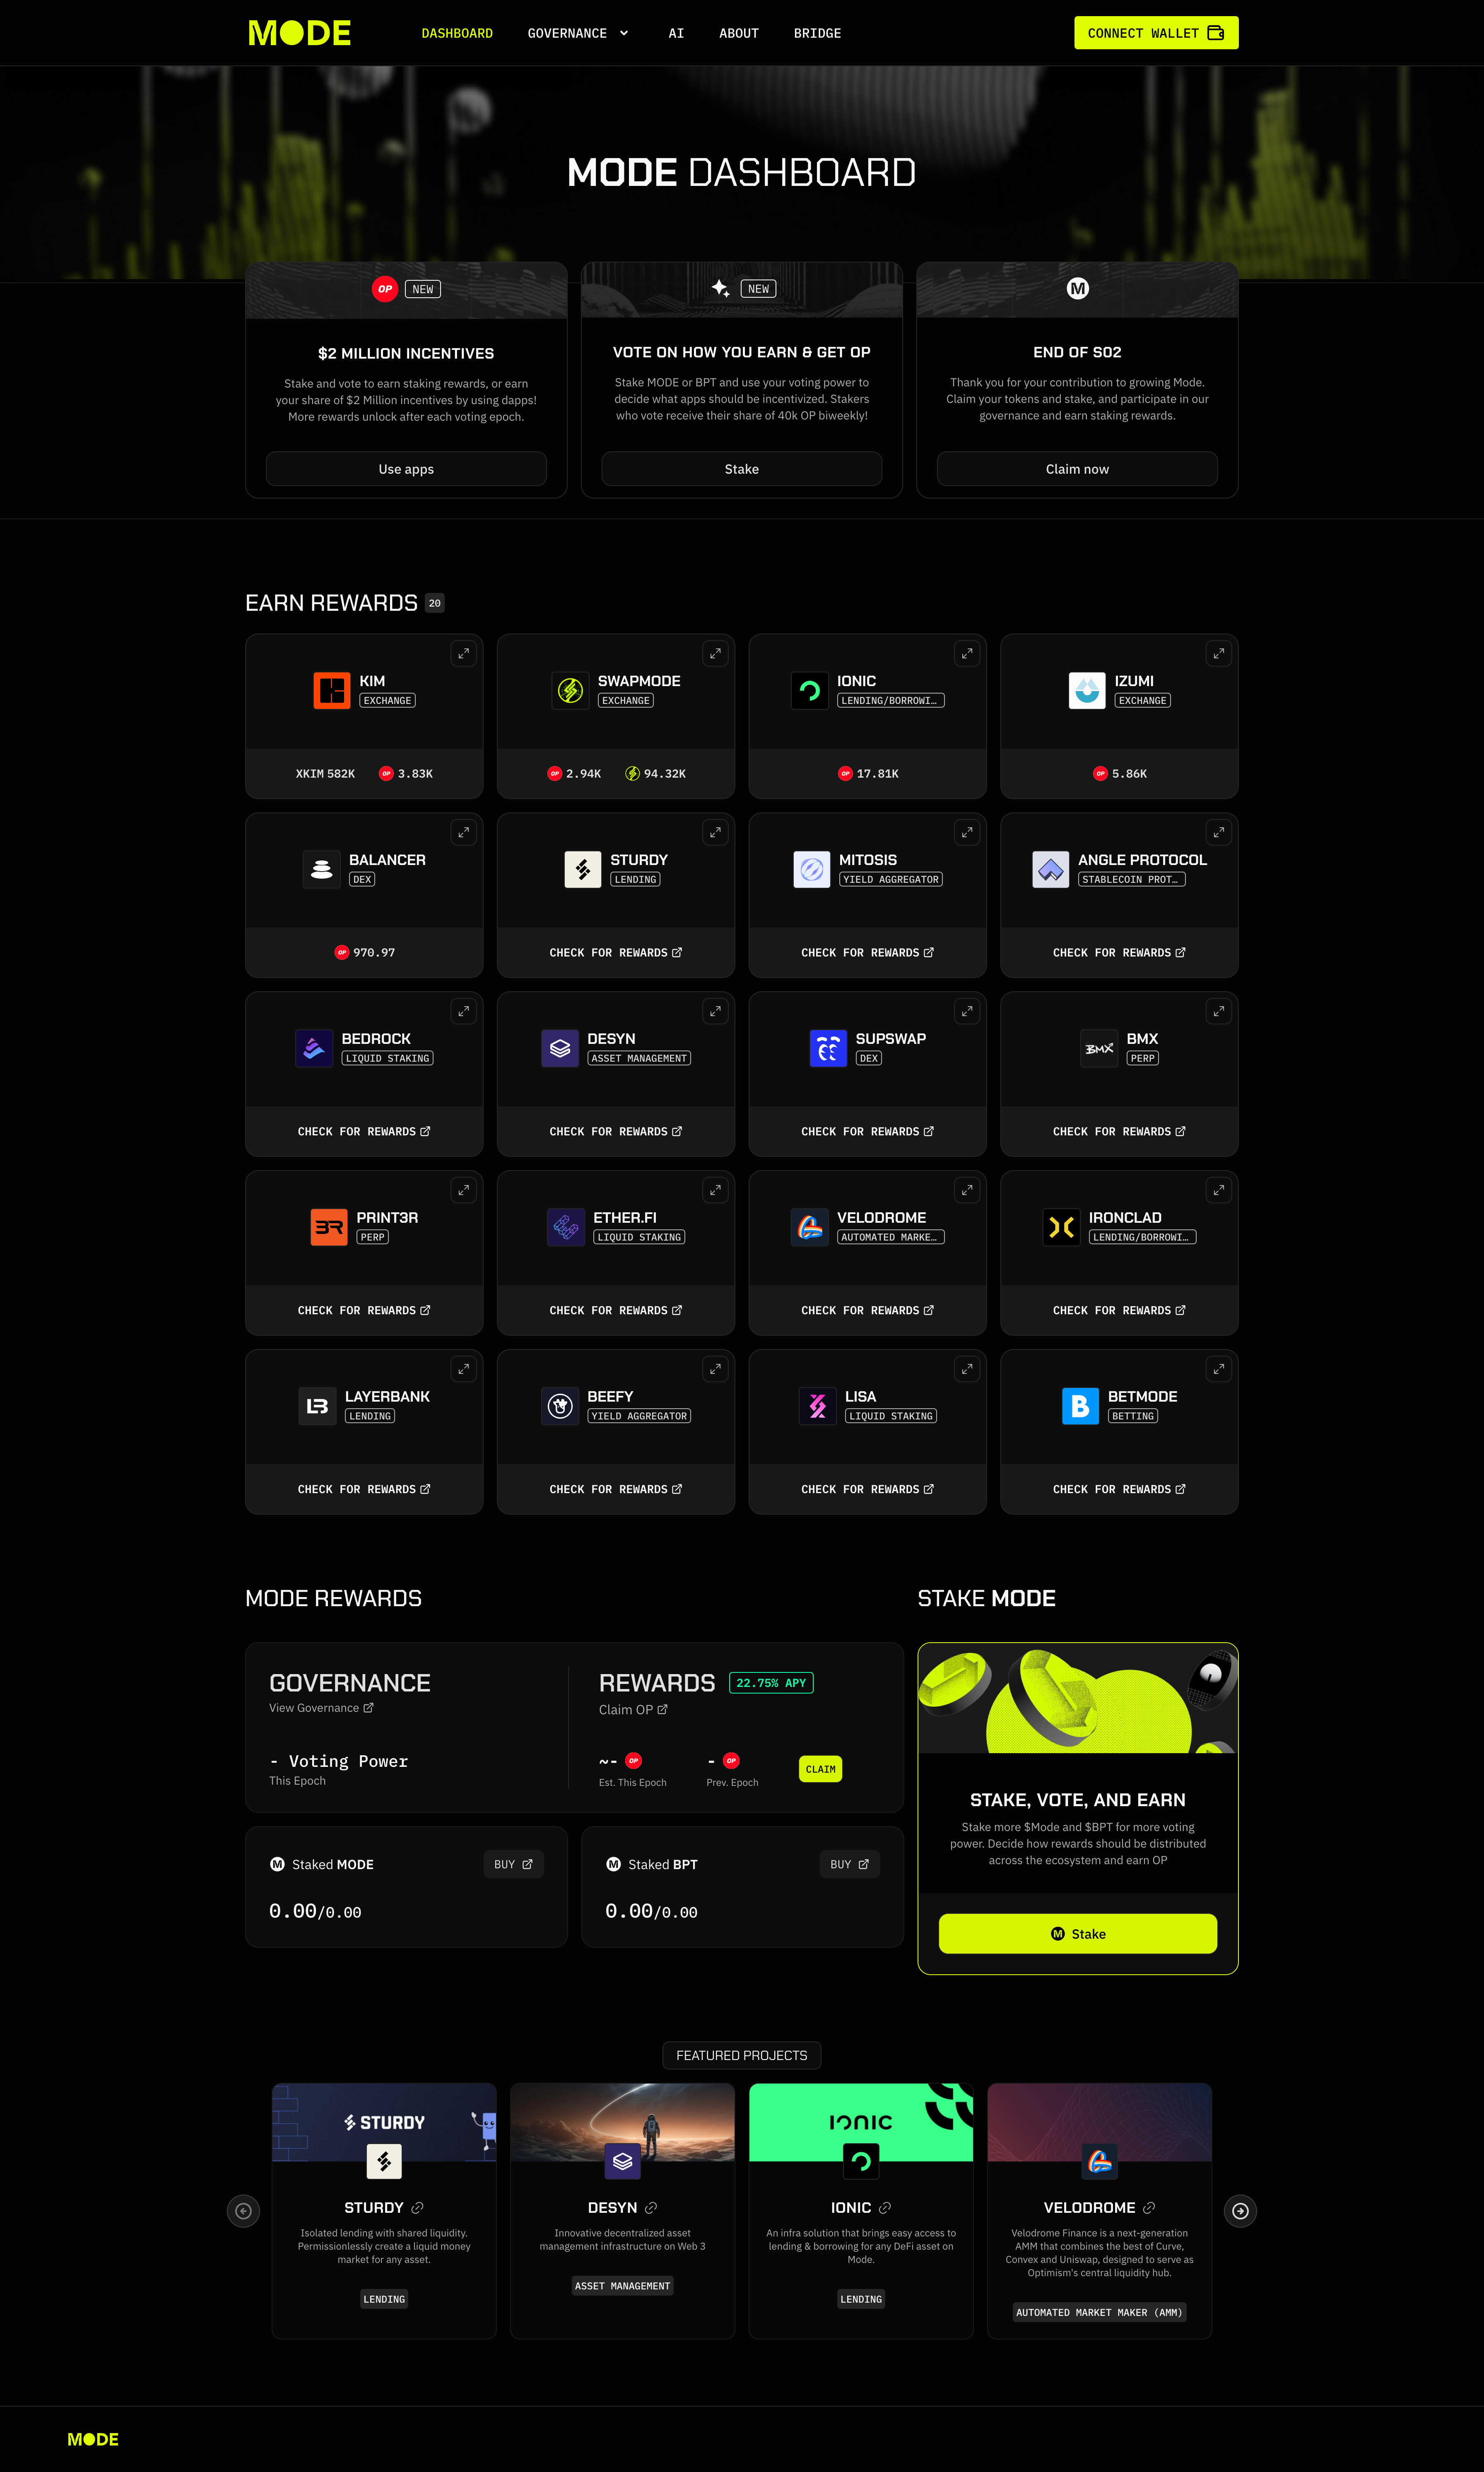 MODE
DASHBOARD
GOVERNANCE
AI
ABOUT
BRIDGE
CONNECT WALLET
MODE DASHBOARD
OP NEW
$2 MILLION INCENTIVES
Stake and vote to earn staking rewards, or earn
your share of $2 Million incentives by using dapps!
More rewards unlock after each voting epoch.
Use apps
NEW
VOTE ON HOW YOU EARN & GET OP
Stake MODE or BPT and use your voting power to
decide what apps should be incentivized. Stakers
who vote receive their share of 40k OP biweekly!
Stake
M
END OF S02
Thank you for your contribution to growing Mode.
Claim your tokens and stake, and participate in our
governance and earn staking rewards.
Claim now
EARN REWARDS 20
KIM
EXCHANGE
XKIM 582K OP 3.83K
SWAPMODE
EXCHANGE
OP 2.94K 94.32K
IONIC
LENDING/BORROWI…
OP 17.81K
IZUMI
EXCHANGE
OP 5.86K
BALANCER
DEX
OP 970.97
STURDY
LENDING
CHECK FOR REWARDS
MITOSIS
YIELD AGGREGATOR
CHECK FOR REWARDS
ANGLE PROTOCOL
STABLECOIN PROT…
CHECK FOR REWARDS
BEDROCK
LIQUID STAKING
CHECK FOR REWARDS
DESYN
ASSET MANAGEMENT
CHECK FOR REWARDS
SUPSWAP
DEX
CHECK FOR REWARDS
BMX
BMX
PERP
CHECK FOR REWARDS
3R
PRINT3R
PERP
CHECK FOR REWARDS
ETHER.FI
LIQUID STAKING
CHECK FOR REWARDS
VELODROME
AUTOMATED MARKE…
CHECK FOR REWARDS
IRONCLAD
LENDING/BORROWI…
CHECK FOR REWARDS
LB
LAYERBANK
LENDING
CHECK FOR REWARDS
BEEFY
YIELD AGGREGATOR
CHECK FOR REWARDS
LISA
LIQUID STAKING
CHECK FOR REWARDS
B
BETMODE
BETTING
CHECK FOR REWARDS
MODE REWARDS
GOVERNANCE
View Governance
- Voting Power
This Epoch
REWARDS 22.75% APY
Claim OP
~- OP
Est. This Epoch
- OP
Prev. Epoch
CLAIM
M Staked MODE
BUY
0.00/0.00
M Staked BPT
BUY
0.00/0.00
STAKE MODE
STAKE, VOTE, AND EARN
Stake more $Mode and $BPT for more voting
power. Decide how rewards should be distributed
across the ecosystem and earn OP
M Stake
FEATURED PROJECTS
STURDY
STURDY
Isolated lending with shared liquidity.
Permissionlessly create a liquid money
market for any asset.
LENDING
DESYN
Innovative decentralized asset
management infrastructure on Web 3
ASSET MANAGEMENT
IONIC
IONIC
An infra solution that brings easy access to
lending & borrowing for any DeFi asset on
Mode.
LENDING
VELODROME
Velodrome Finance is a next-generation
AMM that combines the best of Curve,
Convex and Uniswap, designed to serve as
Optimism's central liquidity hub.
AUTOMATED MARKET MAKER (AMM)
MODE